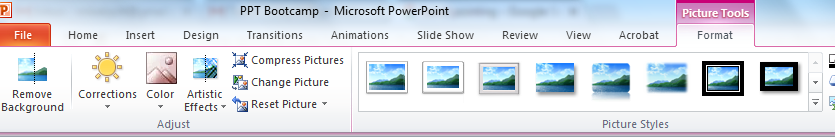 PPT Bootcamp - Microsoft PowerPoint
Picture Tools
File Home Insert Design Transitions Animations Slide Show Review View Acrobat Format
Remove Background
Corrections
Color
Artistic Effects
Compress Pictures
Change Picture
Reset Picture
Adjust
Picture Styles